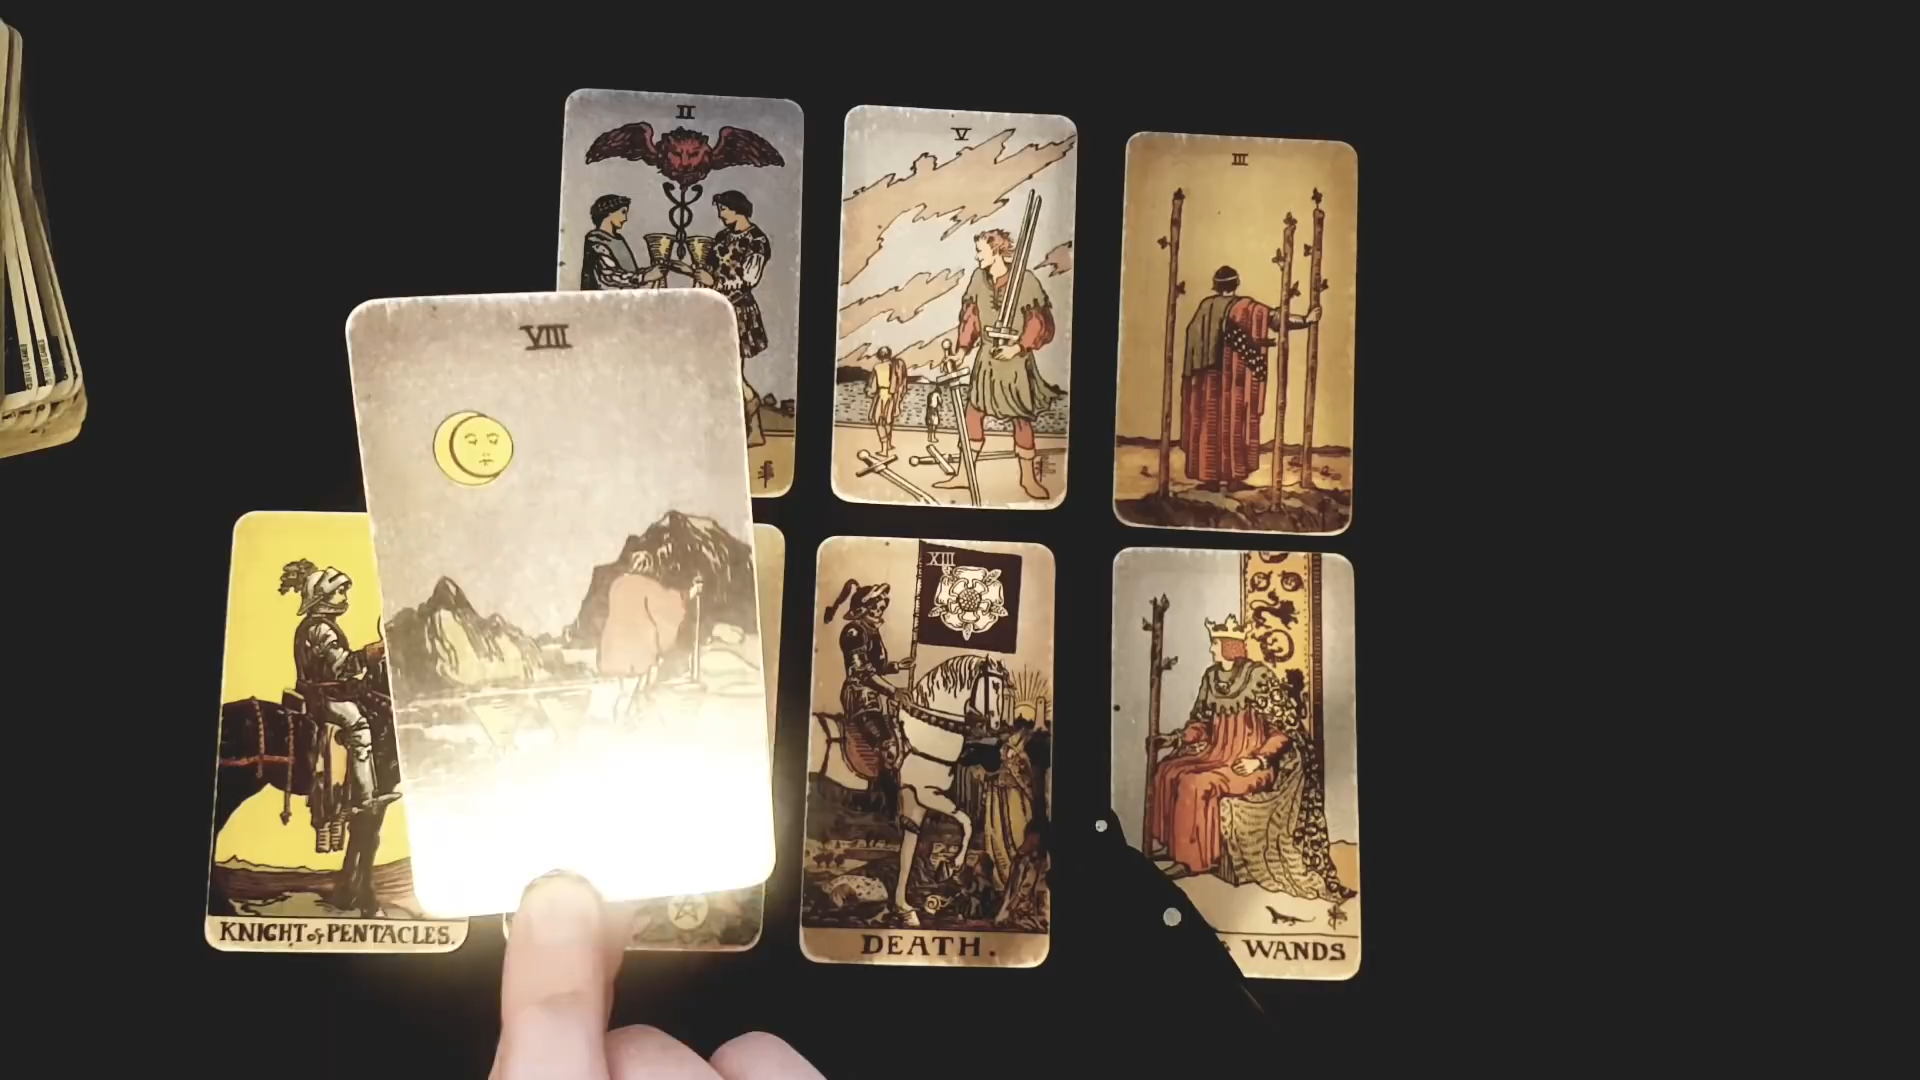 II
V
III
VIII
XIII
KNIGHT of PENTACLES.
DEATH.
WANDS